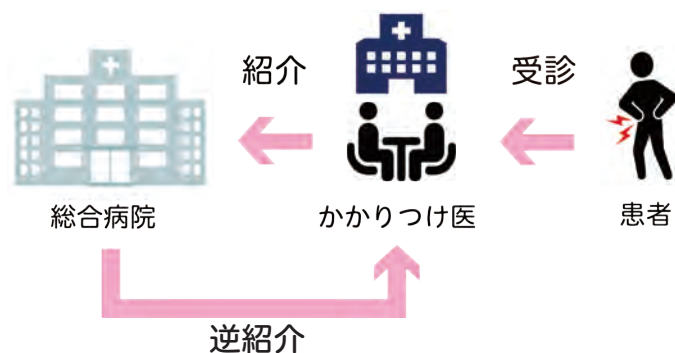 紹介
受診
総合病院
かかりつけ医
患者
逆紹介